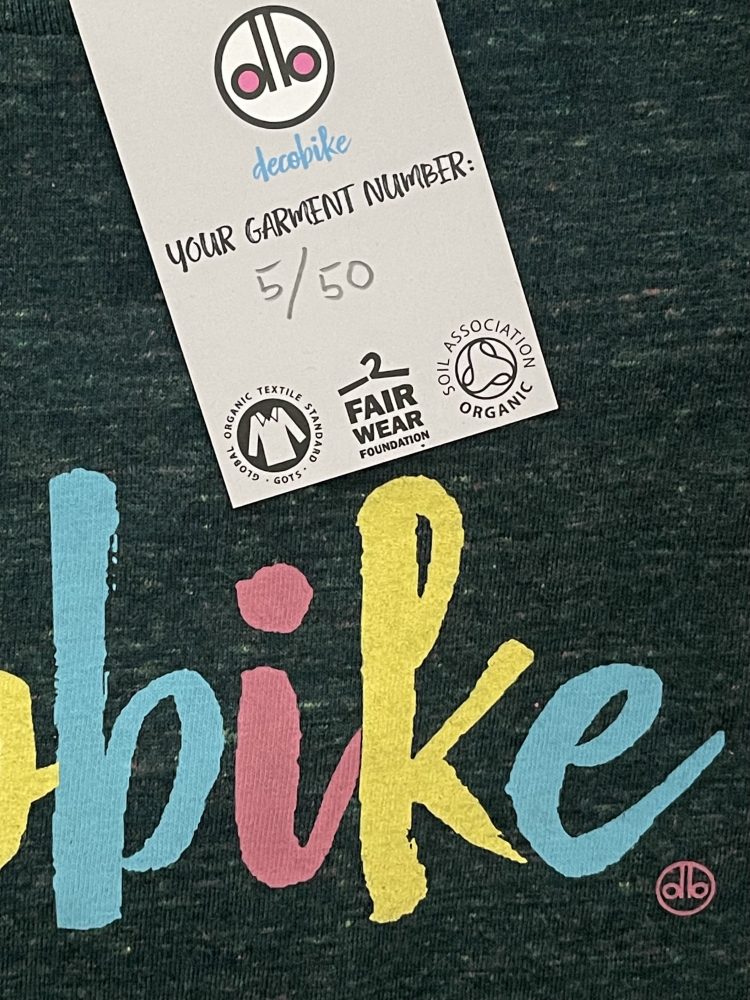 db
decobike
YOUR GARMENT NUMBER:
5/50
GLOBAL ORGANIC TEXTILE STANDARD · GOTS ·
2
FAIR
WEAR
FOUNDATION
SOIL ASSOCIATION
ORGANIC
obike
db